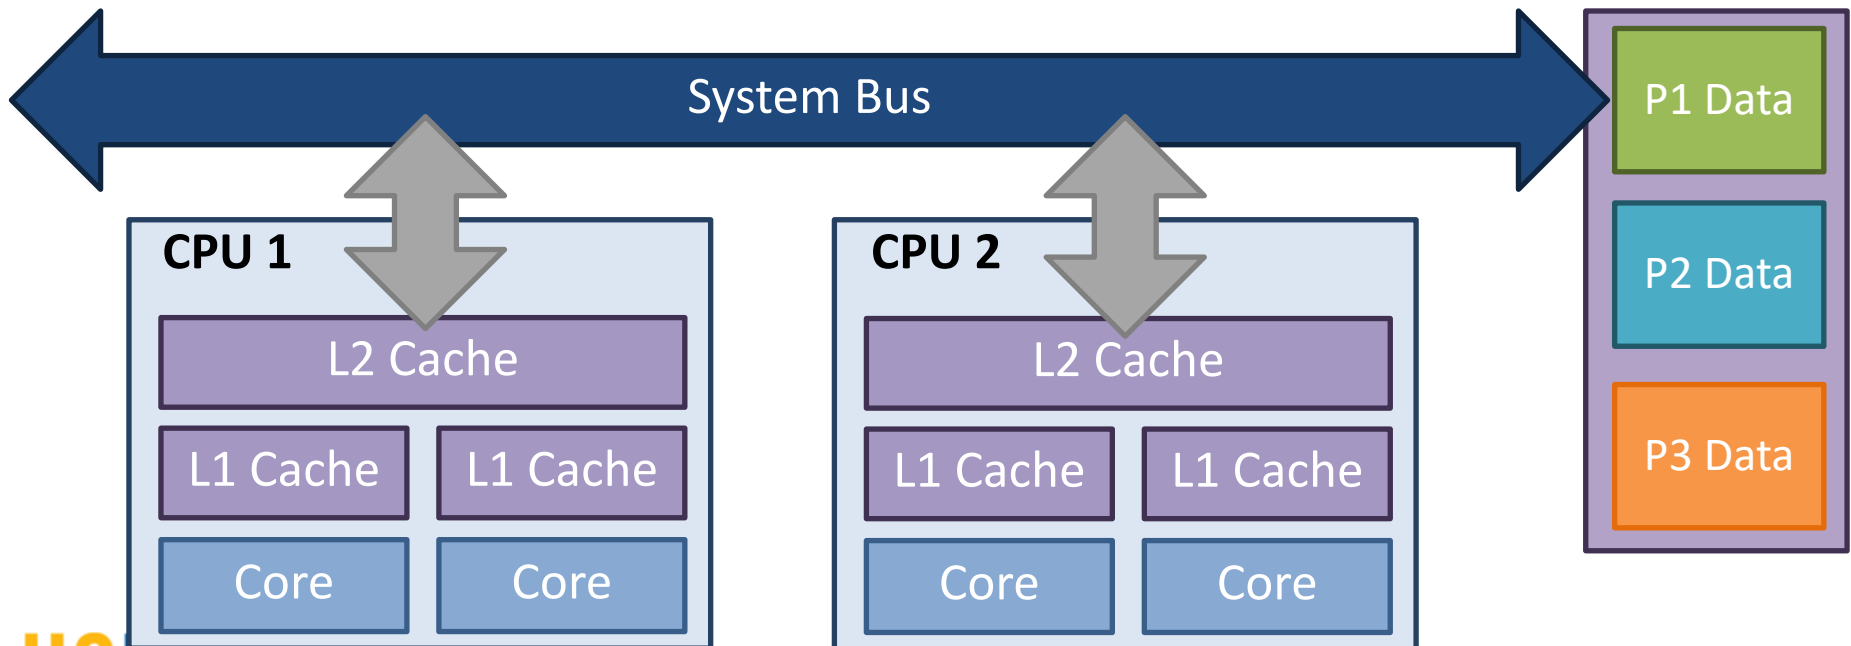 System Bus
P1 Data
CPU 1
CPU 2
P2 Data
L2 Cache
L2 Cache
L1 Cache
L1 Cache
L1 Cache
L1 Cache
P3 Data
Core
Core
Core
Core